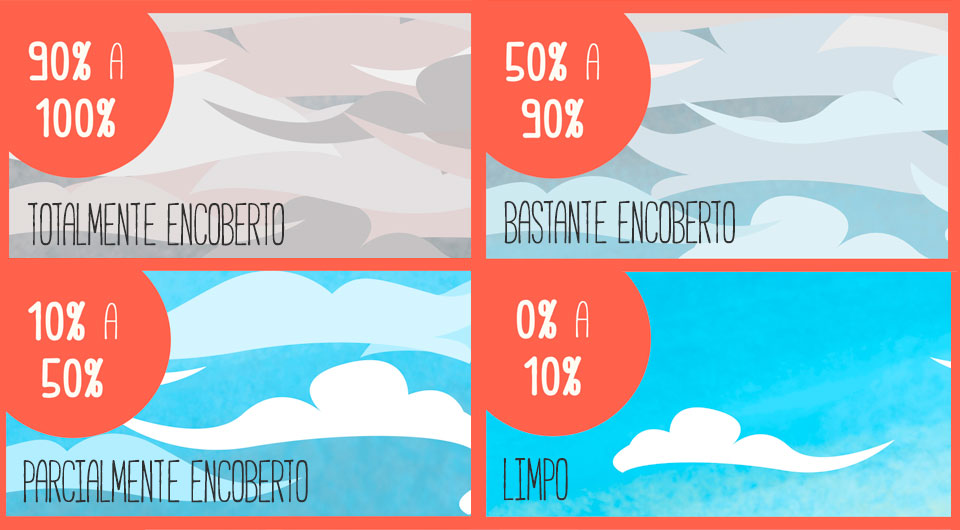 90% A
100%
TOTALMENTE ENCOBERTO
50% A
90%
BASTANTE ENCOBERTO
10% A
50%
PARCIALMENTE ENCOBERTO
0% A
10%
LIMPO